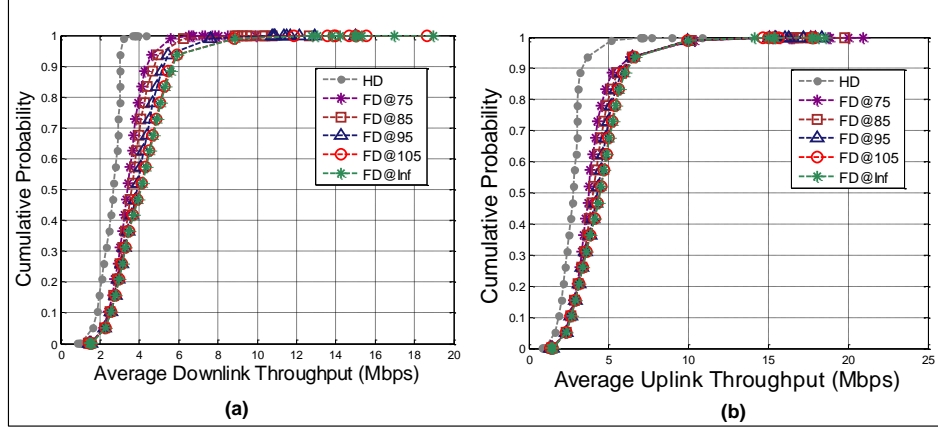 1
0.9
0.8
0.7
0.6
0.5
0.4
0.3
0.2
0.1
0
Cumulative Probability
HD
FD@75
FD@85
FD@95
FD@105
FD@Inf
0 2 4 6 8 10 12 14 16 18 20
Average Downlink Throughput (Mbps)
(a)
1
0.9
0.8
0.7
0.6
0.5
0.4
0.3
0.2
0.1
0
Cumulative Probability
HD
FD@75
FD@85
FD@95
FD@105
FD@Inf
0 5 10 15 20 25
Average Uplink Throughput (Mbps)
(b)